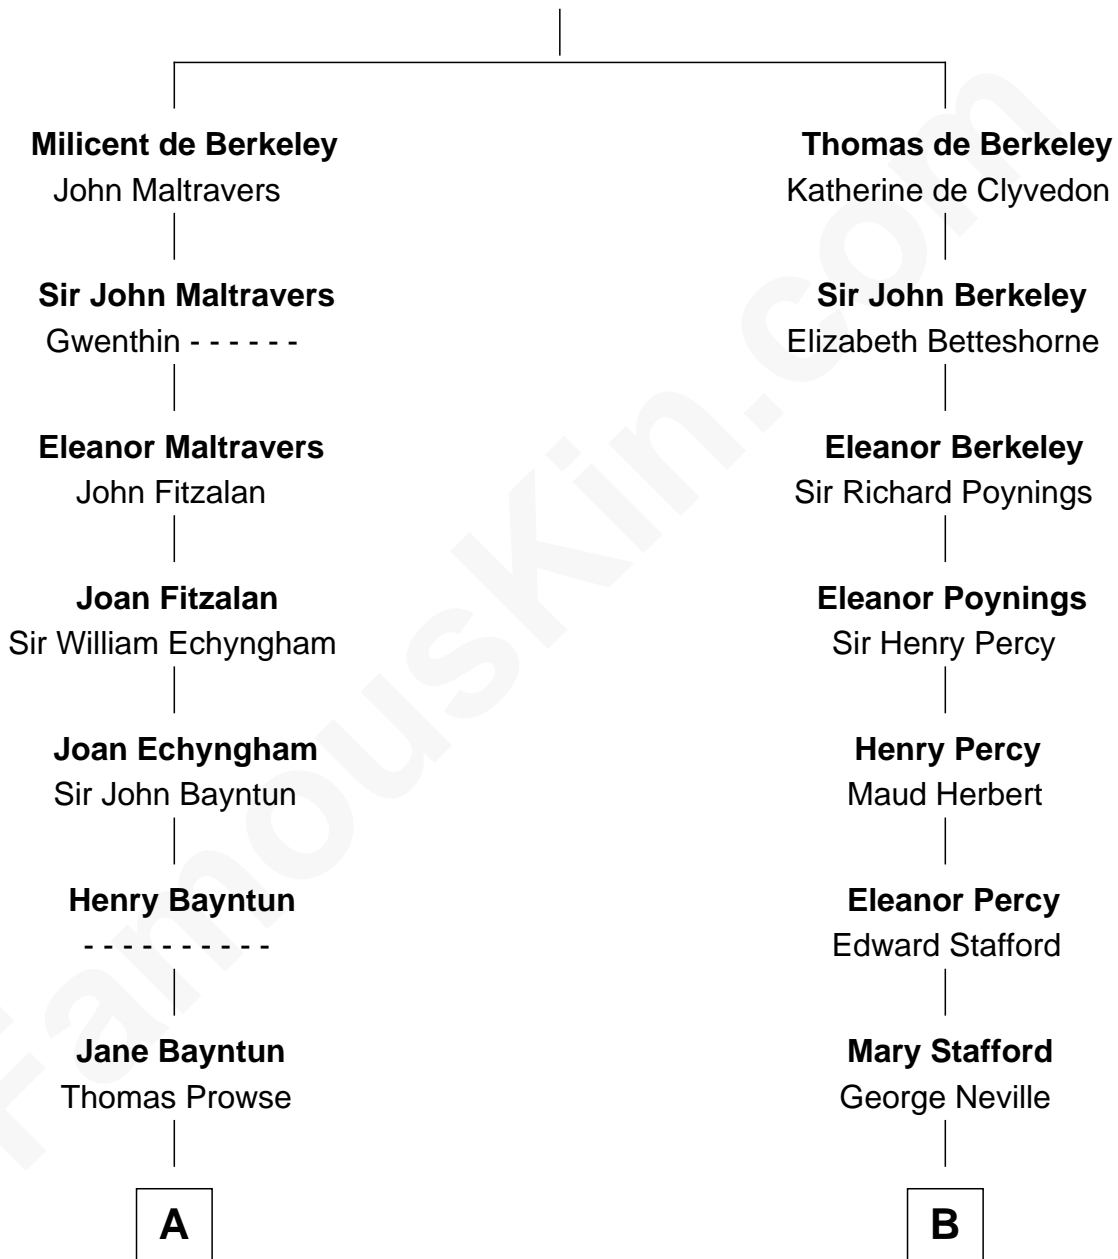 Milicent de Berkeley
John Maltravers
Sir John Maltravers
Gwenthin - - - - - -
Eleanor Maltravers
John Fitzalan
Joan Fitzalan
Sir William Echyngham
Joan Echyngham
Sir John Bayntun
Henry Bayntun
- - - - - - - - - -
Jane Bayntun
Thomas Prowse
A
Thomas de Berkeley
Katherine de Clyvedon
Sir John Berkeley
Elizabeth Betteshorne
Eleanor Berkeley
Sir Richard Poynings
Eleanor Poynings
Sir Henry Percy
Henry Percy
Maud Herbert
Eleanor Percy
Edward Stafford
Mary Stafford
George Neville
B
FamousKin.com